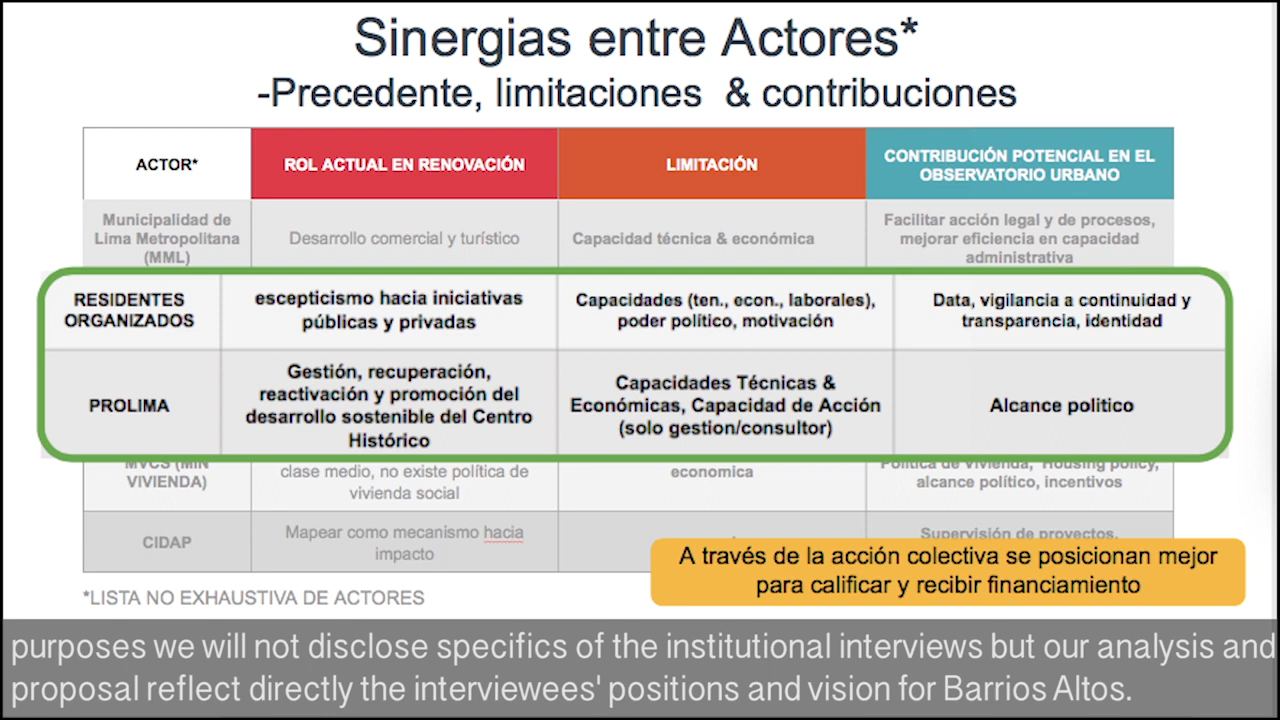 Sinergias entre Actores*
-Precedente, limitaciones & contribuciones
ACTOR*
ROL ACTUAL EN RENOVACIÓN
LIMITACIÓN
CONTRIBUCIÓN POTENCIAL EN EL
OBSERVATORIO URBANO
Municipalidad de
Lima Metropolitana
(MML)
Desarrollo comercial y turístico
Capacidad técnica & económica
Facilitar acción legal y de procesos,
mejorar eficiencia en capacidad
administrativa
RESIDENTES
ORGANIZADOS
escepticismo hacia iniciativas
públicas y privadas
Capacidades (ten., econ., laborales),
poder político, motivación
Data, vigilancia a continuidad y
transparencia, identidad
PROLIMA
Gestión, recuperación,
reactivación y promoción del
desarrollo sostenible del Centro
Histórico
Capacidades Técnicas &
Económicas, Capacidad de Acción
(solo gestion/consultor)
Alcance politico
MVCS (MIN
VIVIENDA)
clase medio, no existe política de
vivienda social
economica
Política de Vivienda, Housing policy,
alcance político, incentivos
CIDAP
Mapear como mecanismo hacia
impacto
Supervisión de proyectos,
A través de la acción colectiva se posicionan mejor
para calificar y recibir financiamiento
*LISTA NO EXHAUSTIVA DE ACTORES
purposes we will not disclose specifics of the institutional interviews but our analysis and
proposal reflect directly the interviewees' positions and vision for Barrios Altos.